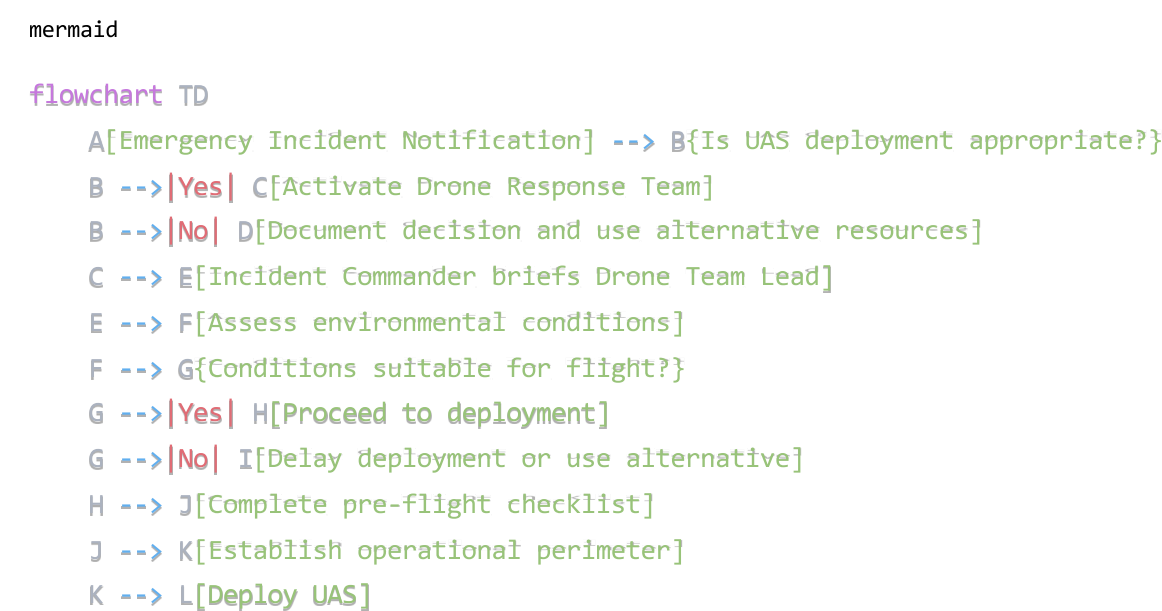 mermaid
flowchart TD
A[Emergency Incident Notification] --> B{Is UAS deployment appropriate?}
B -->|Yes| C[Activate Drone Response Team]
B -->|No| D[Document decision and use alternative resources]
C --> E[Incident Commander briefs Drone Team Lead]
E --> F[Assess environmental conditions]
F --> G{Conditions suitable for flight?}
G -->|Yes| H[Proceed to deployment]
G -->|No| I[Delay deployment or use alternative]
H --> J[Complete pre-flight checklist]
J --> K[Establish operational perimeter]
K --> L[Deploy UAS]